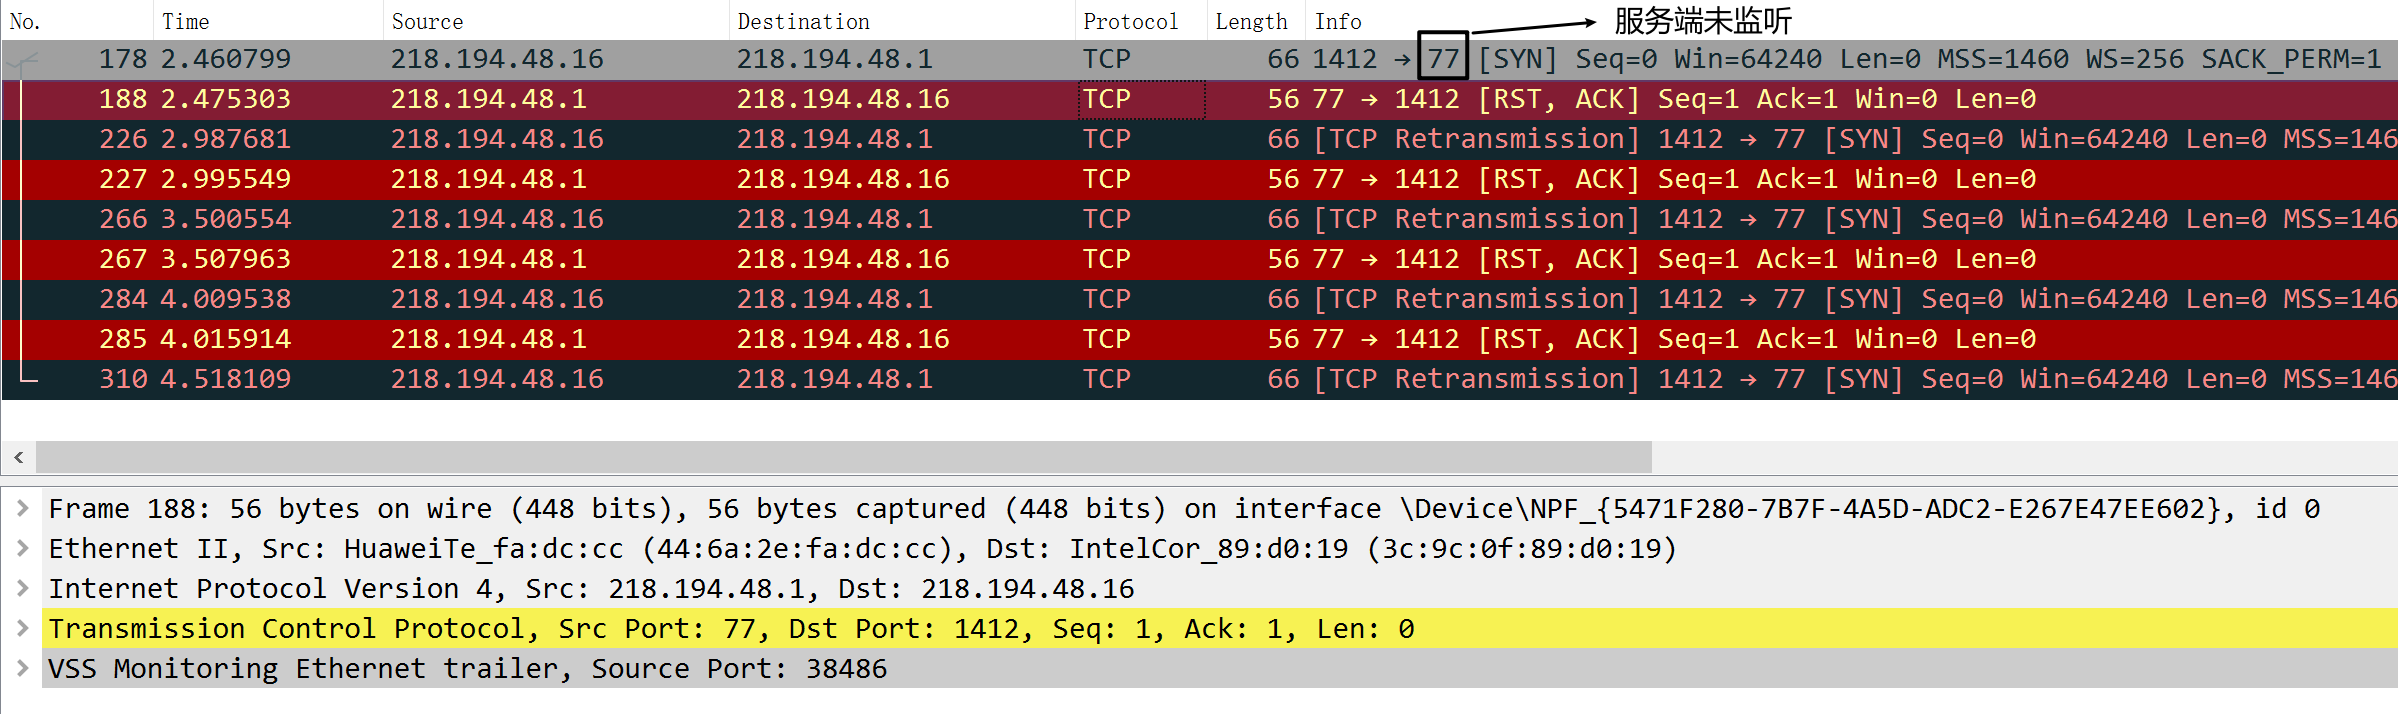 No. Time Source Destination Protocol Length Info 服务端未监听
178 2.460799 218.194.48.16 218.194.48.1 TCP 66 1412 → 77 [SYN] Seq=0 Win=64240 Len=0 MSS=1460 WS=256 SACK_PERM=1
188 2.475303 218.194.48.1 218.194.48.16 TCP 56 77 → 1412 [RST, ACK] Seq=1 Ack=1 Win=0 Len=0
226 2.987681 218.194.48.16 218.194.48.1 TCP 66 [TCP Retransmission] 1412 → 77 [SYN] Seq=0 Win=64240 Len=0 MSS=146
227 2.995549 218.194.48.1 218.194.48.16 TCP 56 77 → 1412 [RST, ACK] Seq=1 Ack=1 Win=0 Len=0
266 3.500554 218.194.48.16 218.194.48.1 TCP 66 [TCP Retransmission] 1412 → 77 [SYN] Seq=0 Win=64240 Len=0 MSS=146
267 3.507963 218.194.48.1 218.194.48.16 TCP 56 77 → 1412 [RST, ACK] Seq=1 Ack=1 Win=0 Len=0
284 4.009538 218.194.48.16 218.194.48.1 TCP 66 [TCP Retransmission] 1412 → 77 [SYN] Seq=0 Win=64240 Len=0 MSS=146
285 4.015914 218.194.48.1 218.194.48.16 TCP 56 77 → 1412 [RST, ACK] Seq=1 Ack=1 Win=0 Len=0
310 4.518109 218.194.48.16 218.194.48.1 TCP 66 [TCP Retransmission] 1412 → 77 [SYN] Seq=0 Win=64240 Len=0 MSS=146
Frame 188: 56 bytes on wire (448 bits), 56 bytes captured (448 bits) on interface \Device\NPF_{5471F280-7B7F-4A5D-ADC2-E267E47EE602}, id 0
Ethernet II, Src: HuaweiTe_fa:dc:cc (44:6a:2e:fa:dc:cc), Dst: IntelCor_89:d0:19 (3c:9c:0f:89:d0:19)
Internet Protocol Version 4, Src: 218.194.48.1, Dst: 218.194.48.16
Transmission Control Protocol, Src Port: 77, Dst Port: 1412, Seq: 1, Ack: 1, Len: 0
VSS Monitoring Ethernet trailer, Source Port: 38486